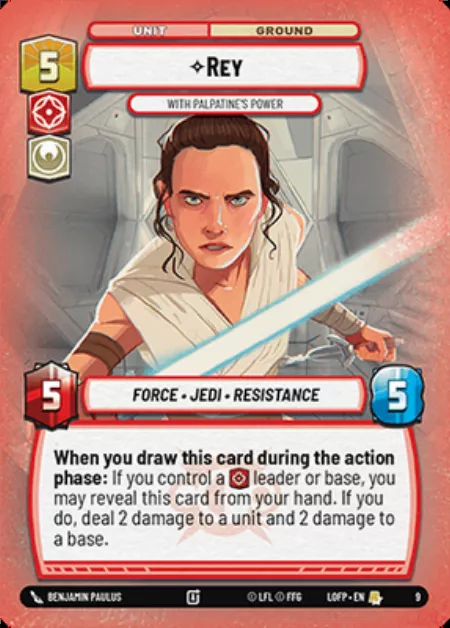 UNIT GROUND
5
✧REY
WITH PALPATINE'S POWER
5
FORCE • JEDI • RESISTANCE
5
When you draw this card during the action
phase: If you control a leader or base, you
may reveal this card from your hand. If you
do, deal 2 damage to a unit and 2 damage to
a base.
BENJAMIN PAULUS © LFL © FFG LOFP • EN 9